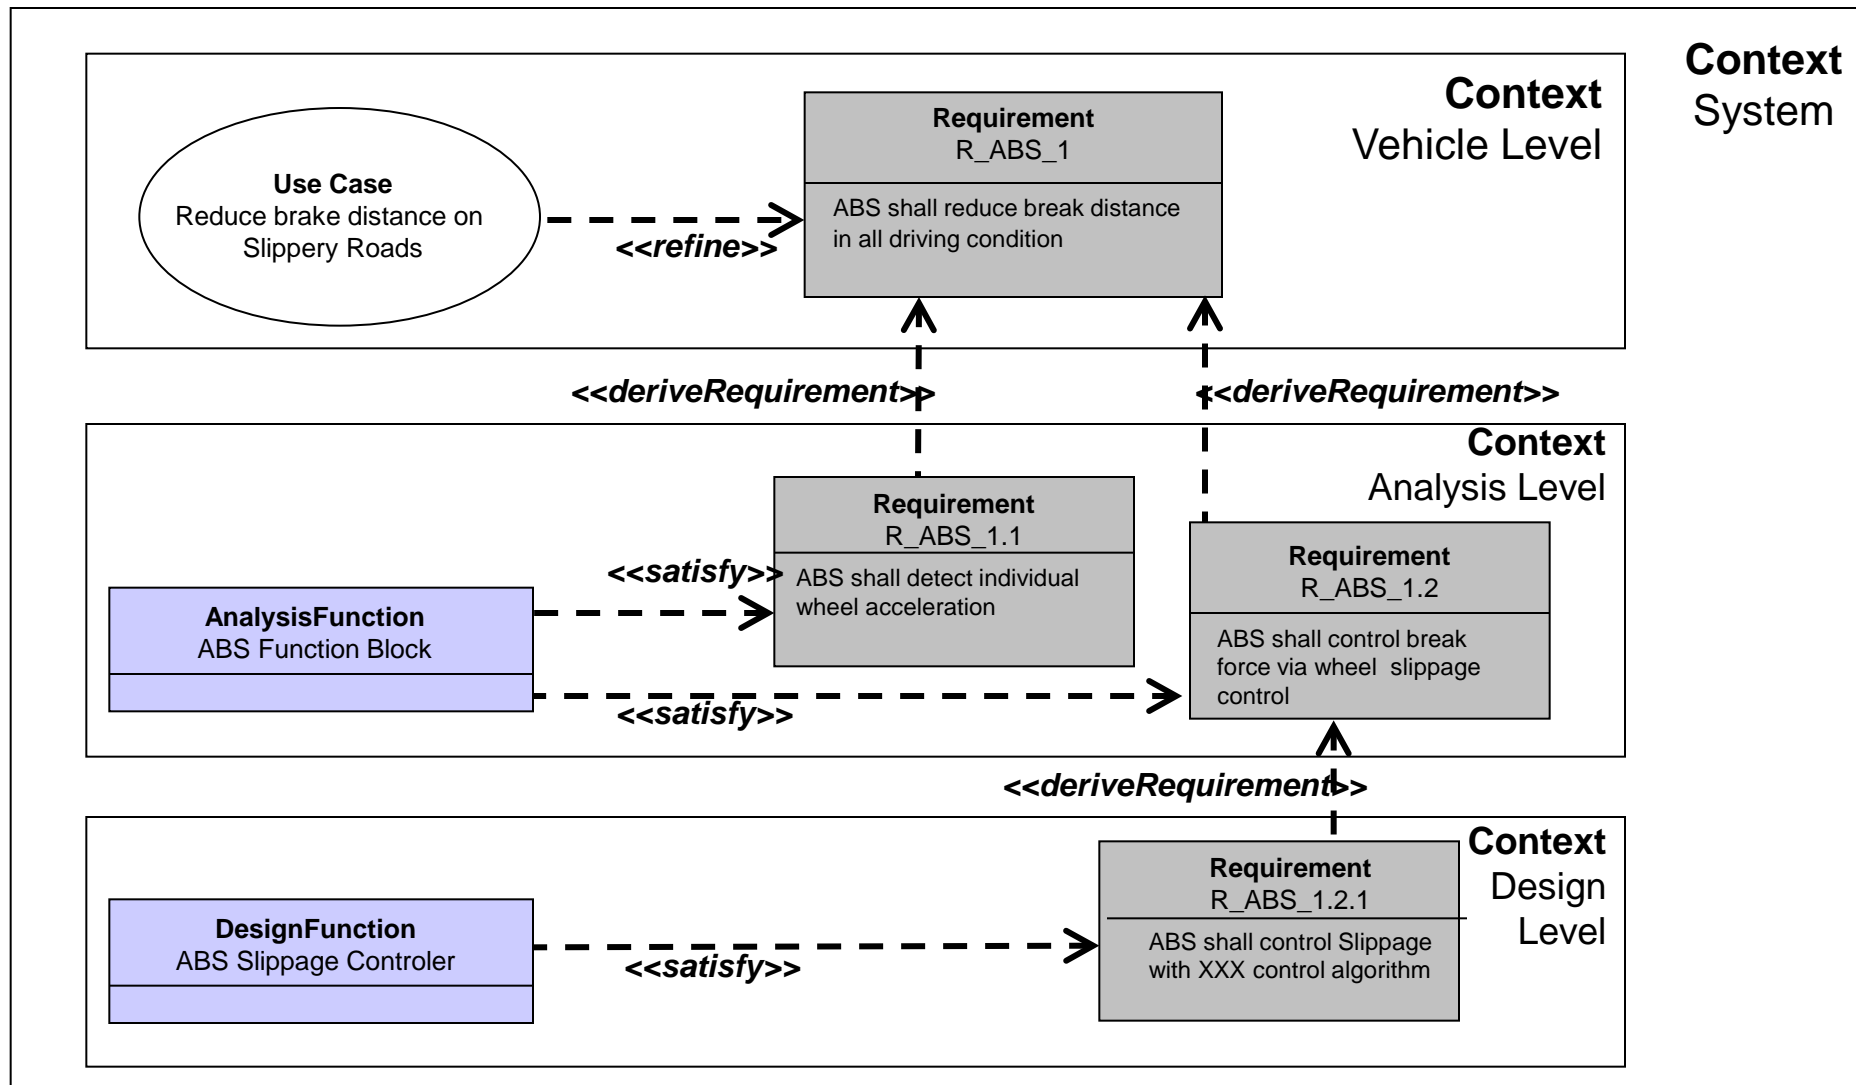 Context
System
Context
Vehicle Level
Use Case
Reduce brake distance on
Slippery Roads
<<refine>>
Requirement
R_ABS_1
ABS shall reduce break distance
in all driving condition
<<deriveRequirement>>
<<deriveRequirement>>
Context
Analysis Level
Requirement
R_ABS_1.1
ABS shall detect individual
wheel acceleration
<<satisfy>>
Requirement
R_ABS_1.2
ABS shall control break
force via wheel  slippage
control
AnalysisFunction
ABS Function Block
<<satisfy>>
<<deriveRequirement>>
Context
Design
Level
Requirement
R_ABS_1.2.1
ABS shall control Slippage
with XXX control algorithm
DesignFunction
ABS Slippage Controler
<<satisfy>>